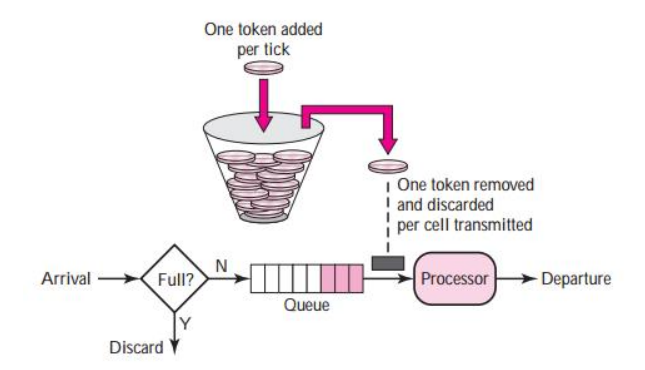 One token added
per tick
One token removed
and discarded
per cell transmitted
Arrival
Full?
N
Queue
Processor
Departure
Y
Discard